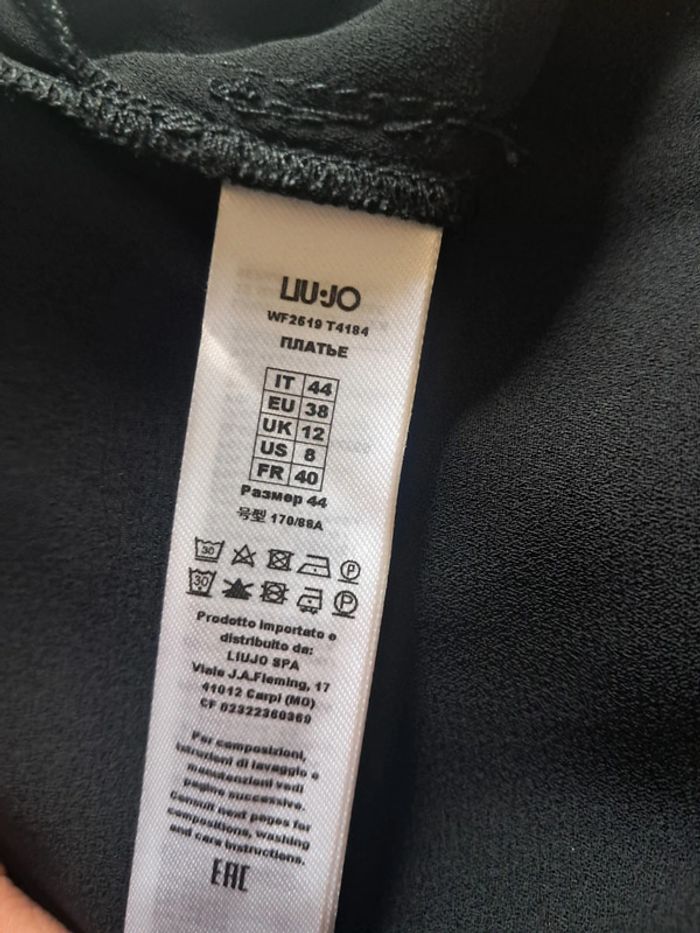 LIU·JO
WF2519 T4184
ПЛАТЬЕ
IT 44
EU 38
UK 12
US 8
FR 40
Размер 44
号型 170/88A
30 P
30 P
Prodotto importato e
distribuito da:
LIUJO SPA
Viale J.A.Fleming, 17
41012 Carpi (MO)
CF 02322360369
Per composizioni,
istruzioni di lavaggio e
manutenzioni vedi
pagine successive.
Consult next pages for
compositions, washing
and care instructions.
EAC